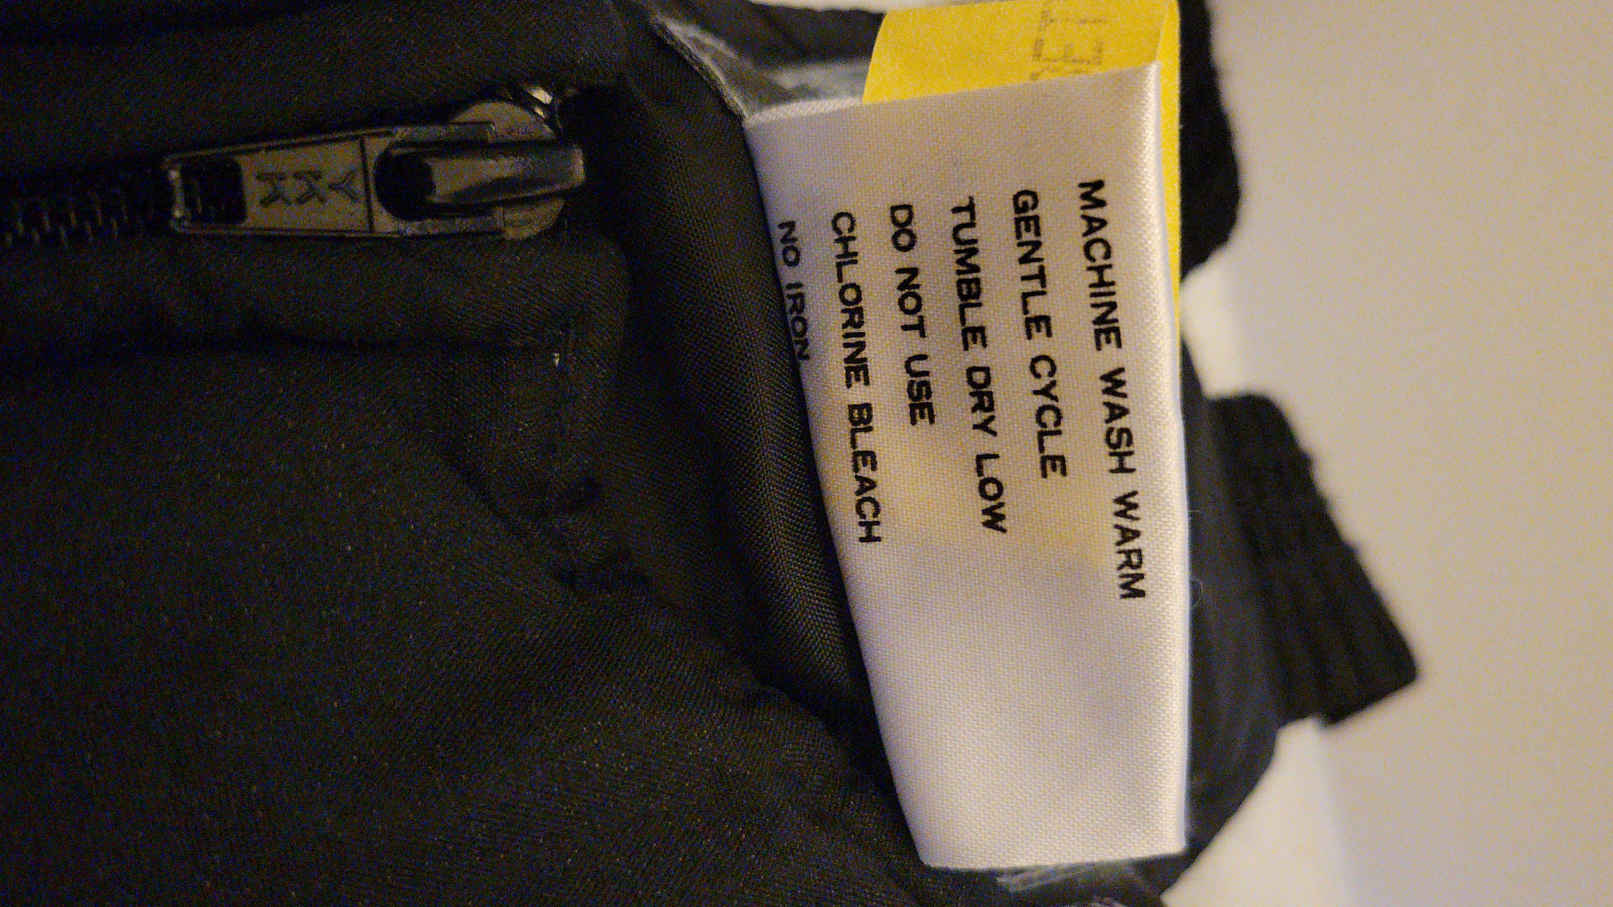 MACHINE WASH WARM
GENTLE CYCLE
TUMBLE DRY LOW
DO NOT USE
CHLORINE BLEACH
NO IRON
YKK